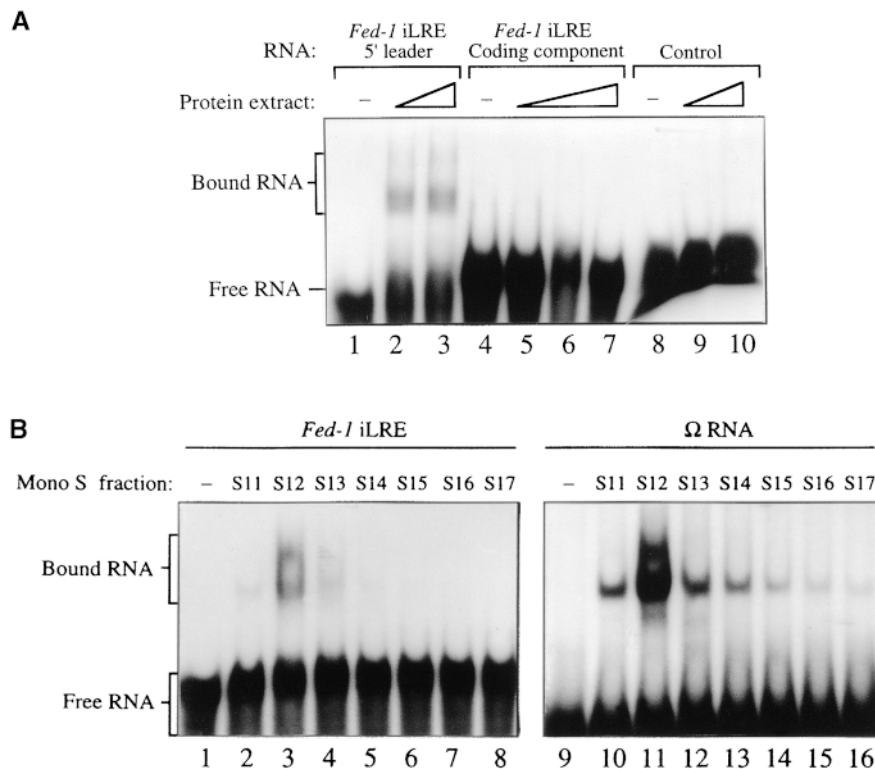 A
Fed-1 iLRE Fed-1 iLRE
RNA: 5' leader Coding component Control
Protein extract: – – –
Bound RNA
Free RNA
1 2 3 4 5 6 7 8 9 10
B
Fed-1 iLRE Ω RNA
Mono S fraction: – S11 S12 S13 S14 S15 S16 S17 – S11 S12 S13 S14 S15 S16 S17
Bound RNA
Free RNA
1 2 3 4 5 6 7 8 9 10 11 12 13 14 15 16